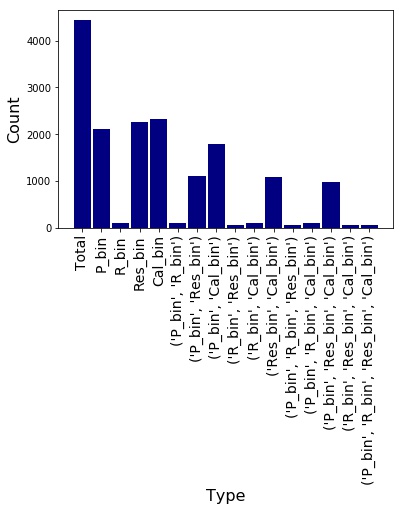 4000
3000
2000
1000
0
Count
Total
P_bin
R_bin
Res_bin
Cal_bin
('P_bin', 'R_bin')
('P_bin', 'Res_bin')
('P_bin', 'Cal_bin')
('R_bin', 'Res_bin')
('R_bin', 'Cal_bin')
('Res_bin', 'Cal_bin')
('P_bin', 'R_bin', 'Res_bin')
('P_bin', 'R_bin', 'Cal_bin')
('P_bin', 'Res_bin', 'Cal_bin')
('R_bin', 'Res_bin', 'Cal_bin')
('P_bin', 'R_bin', 'Res_bin', 'Cal_bin')
Type